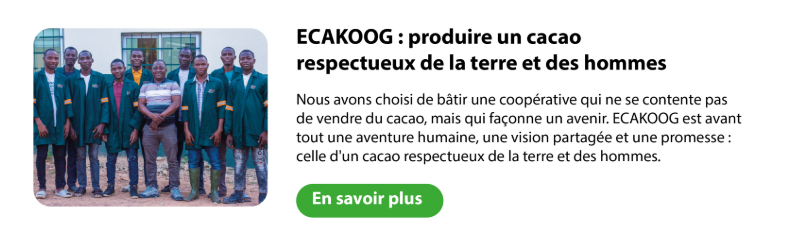 ECAKOOG : produire un cacao
respectueux de la terre et des hommes
Nous avons choisi de bâtir une coopérative qui ne se contente pas
de vendre du cacao, mais qui façonne un avenir. ECAKOOG est avant
tout une aventure humaine, une vision partagée et une promesse :
celle d'un cacao respectueux de la terre et des hommes.
En savoir plus